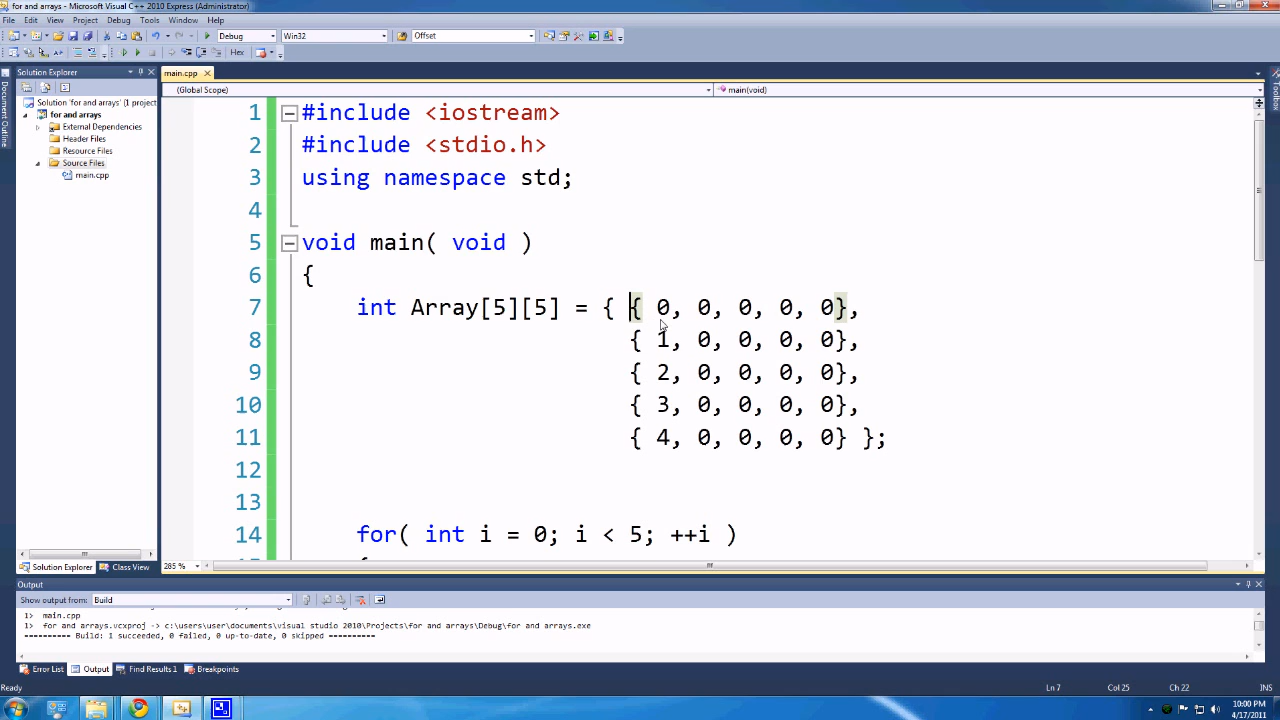 for and arrays - Microsoft Visual C++ 2010 Express (Administrator)
File Edit View Project Debug Tools Window Help
Debug Win32 Offset
Hex
Solution Explorer main.cpp
(Global Scope) main(void)
Solution 'for and arrays' (1 project
for and arrays
External Dependencies
Header Files
Resource Files
Source Files
main.cpp
Document Outline
Toolbox
1 #include <iostream>
2 #include <stdio.h>
3 using namespace std;
4
5 void main( void )
6 {
7 int Array[5][5] = { { 0, 0, 0, 0, 0},
8 { 1, 0, 0, 0, 0},
9 { 2, 0, 0, 0, 0},
10 { 3, 0, 0, 0, 0},
11 { 4, 0, 0, 0, 0} };
12
13
14 for( int i = 0; i < 5; ++i )
285 %
Solution Explorer Class View
Output
Show output from: Build
1> main.cpp
1> for and arrays.vcxproj -> c:\users\user\documents\visual studio 2010\Projects\for and arrays\Debug\for and arrays.exe
========== Build: 1 succeeded, 0 failed, 0 up-to-date, 0 skipped ==========
Error List Output Find Results 1 Breakpoints
Ready Ln 7 Col 25 Ch 22 INS
10:00 PM
4/17/2011